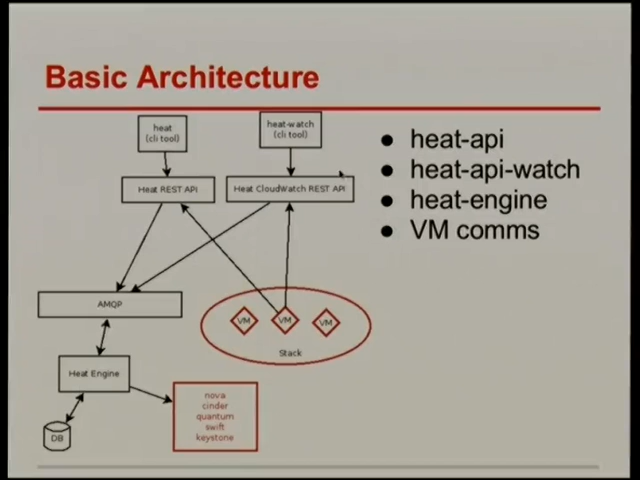 Basic Architecture
heat
(cli tool)
heat-watch
(cli tool)
Heat REST API
Heat CloudWatch REST API
● heat-api
● heat-api-watch
● heat-engine
● VM comms
AMQP
VM
VM
VM
Stack
Heat Engine
DB
nova
cinder
quantum
swift
keystone